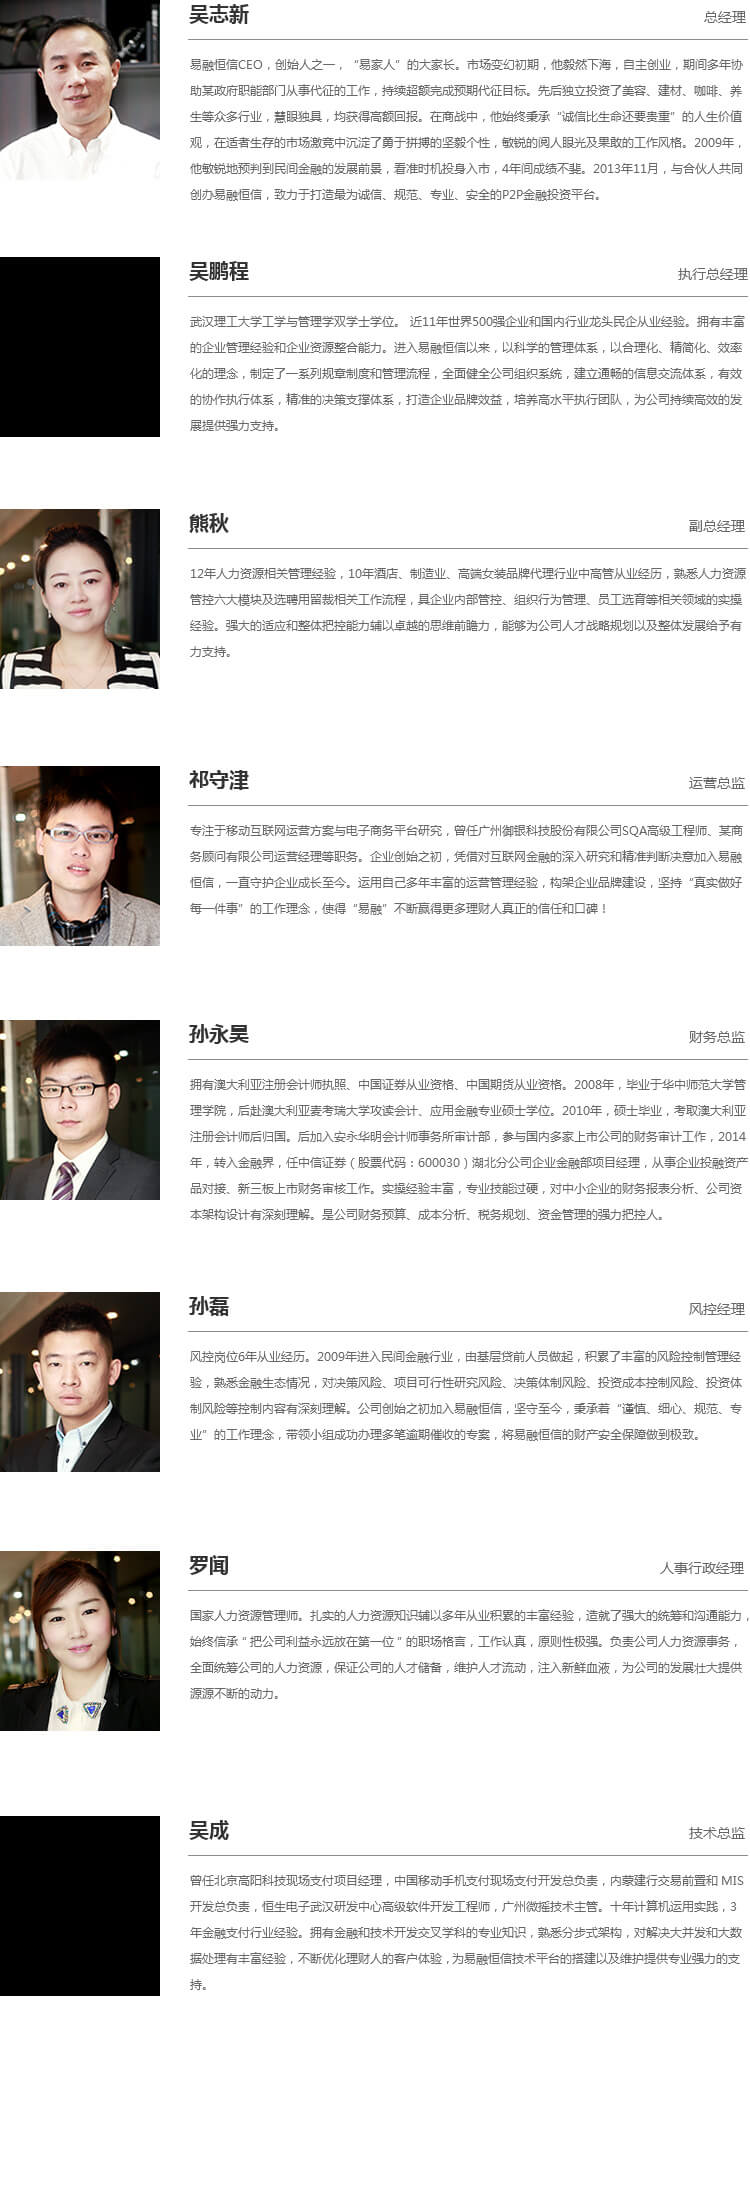 吴志新
总经理
易融恒信CEO，创始人之一，“易家人”的大家长。市场变幻初期，他毅然下海，自主创业，期间多年协
助某政府职能部门从事代征的工作，持续超额完成预期代征目标。先后独立投资了美容、建材、咖啡、养
生等众多行业，慧眼独具，均获得高额回报。在商战中，他始终秉承“诚信比生命还要贵重”的人生价值
观，在适者生存的市场激竞中沉淀了勇于拼搏的坚毅个性，敏锐的阅人眼光及果敢的工作风格。2009年，
他敏锐地预判到民间金融的发展前景，看准时机投身入市，4年间成绩不斐。2013年11月，与合伙人共同
创办易融恒信，致力于打造最为诚信、规范、专业、安全的P2P金融投资平台。
吴鹏程
执行总经理
武汉理工大学工学与管理学双学士学位。 近11年世界500强企业和国内行业龙头民企从业经验。拥有丰富
的企业管理经验和企业资源整合能力。进入易融恒信以来，以科学的管理体系，以合理化、精简化、效率
化的理念，制定了一系列规章制度和管理流程，全面健全公司组织系统，建立通畅的信息交流体系，有效
的协作执行体系，精准的决策支撑体系，打造企业品牌效益，培养高水平执行团队，为公司持续高效的发
展提供强力支持。
熊秋
副总经理
12年人力资源相关管理经验，10年酒店、制造业、高端女装品牌代理行业中高管从业经历，熟悉人力资源
管控六大模块及选聘用留裁相关工作流程，具企业内部管控、组织行为管理、员工选育等相关领域的实操
经验。强大的适应和整体把控能力辅以卓越的思维前瞻力，能够为公司人才战略规划以及整体发展给予有
力支持。
祁守津
运营总监
专注于移动互联网运营方案与电子商务平台研究，曾任广州御银科技股份有限公司SQA高级工程师、某商
务顾问有限公司运营经理等职务。企业创始之初，凭借对互联网金融的深入研究和精准判断决意加入易融
恒信，一直守护企业成长至今。运用自己多年丰富的运营管理经验，构架企业品牌建设，坚持“真实做好
每一件事”的工作理念，使得“易融”不断赢得更多理财人真正的信任和口碑！
孙永昊
财务总监
拥有澳大利亚注册会计师执照、中国证券从业资格、中国期货从业资格。2008年，毕业于华中师范大学管
理学院，后赴澳大利亚麦考瑞大学攻读会计、应用金融专业硕士学位。2010年，硕士毕业，考取澳大利亚
注册会计师后归国。后加入安永华明会计师事务所审计部，参与国内多家上市公司的财务审计工作，2014
年，转入金融界，任中信证券（股票代码：600030）湖北分公司企业金融部项目经理，从事企业投融资产
品对接、新三板上市财务审核工作。实操经验丰富，专业技能过硬，对中小企业的财务报表分析、公司资
本架构设计有深刻理解。是公司财务预算、成本分析、税务规划、资金管理的强力把控人。
孙磊
风控经理
风控岗位6年从业经历。2009年进入民间金融行业，由基层贷前人员做起，积累了丰富的风险控制管理经
验，熟悉金融生态情况，对决策风险、项目可行性研究风险、决策体制风险、投资成本控制风险、投资体
制风险等控制内容有深刻理解。公司创始之初加入易融恒信，坚守至今，秉承着“谨慎、细心、规范、专
业”的工作理念，带领小组成功办理多笔逾期催收的专案，将易融恒信的财产安全保障做到极致。
罗闻
人事行政经理
国家人力资源管理师。扎实的人力资源知识辅以多年从业积累的丰富经验，造就了强大的统筹和沟通能力，
始终信承＂把公司利益永远放在第一位＂的职场格言，工作认真，原则性极强。负责公司人力资源事务，
全面统筹公司的人力资源，保证公司的人才储备，维护人才流动，注入新鲜血液，为公司的发展壮大提供
源源不断的动力。
吴成
技术总监
曾任北京高阳科技现场支付项目经理，中国移动手机支付现场支付开发总负责，内蒙建行交易前置和 MIS
开发总负责，恒生电子武汉研发中心高级软件开发工程师，广州微摇技术主管。十年计算机运用实践，3
年金融支付行业经验。拥有金融和技术开发交叉学科的专业知识，熟悉分步式架构，对解决大并发和大数
据处理有丰富经验，不断优化理财人的客户体验，为易融恒信技术平台的搭建以及维护提供专业强力的支
持。